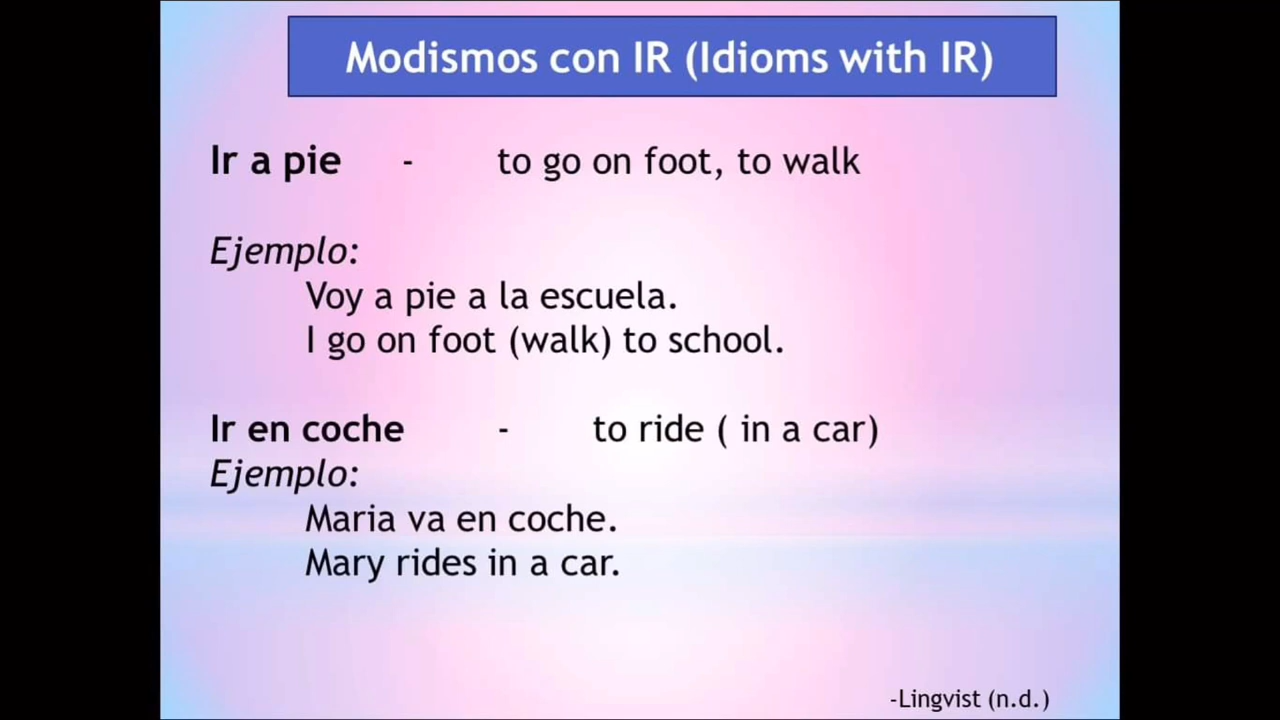 Modismos con IR (Idioms with IR)
Ir a pie - to go on foot, to walk
Ejemplo:
Voy a pie a la escuela.
I go on foot (walk) to school.
Ir en coche - to ride ( in a car)
Ejemplo:
Maria va en coche.
Mary rides in a car.
-Lingvist (n.d.)